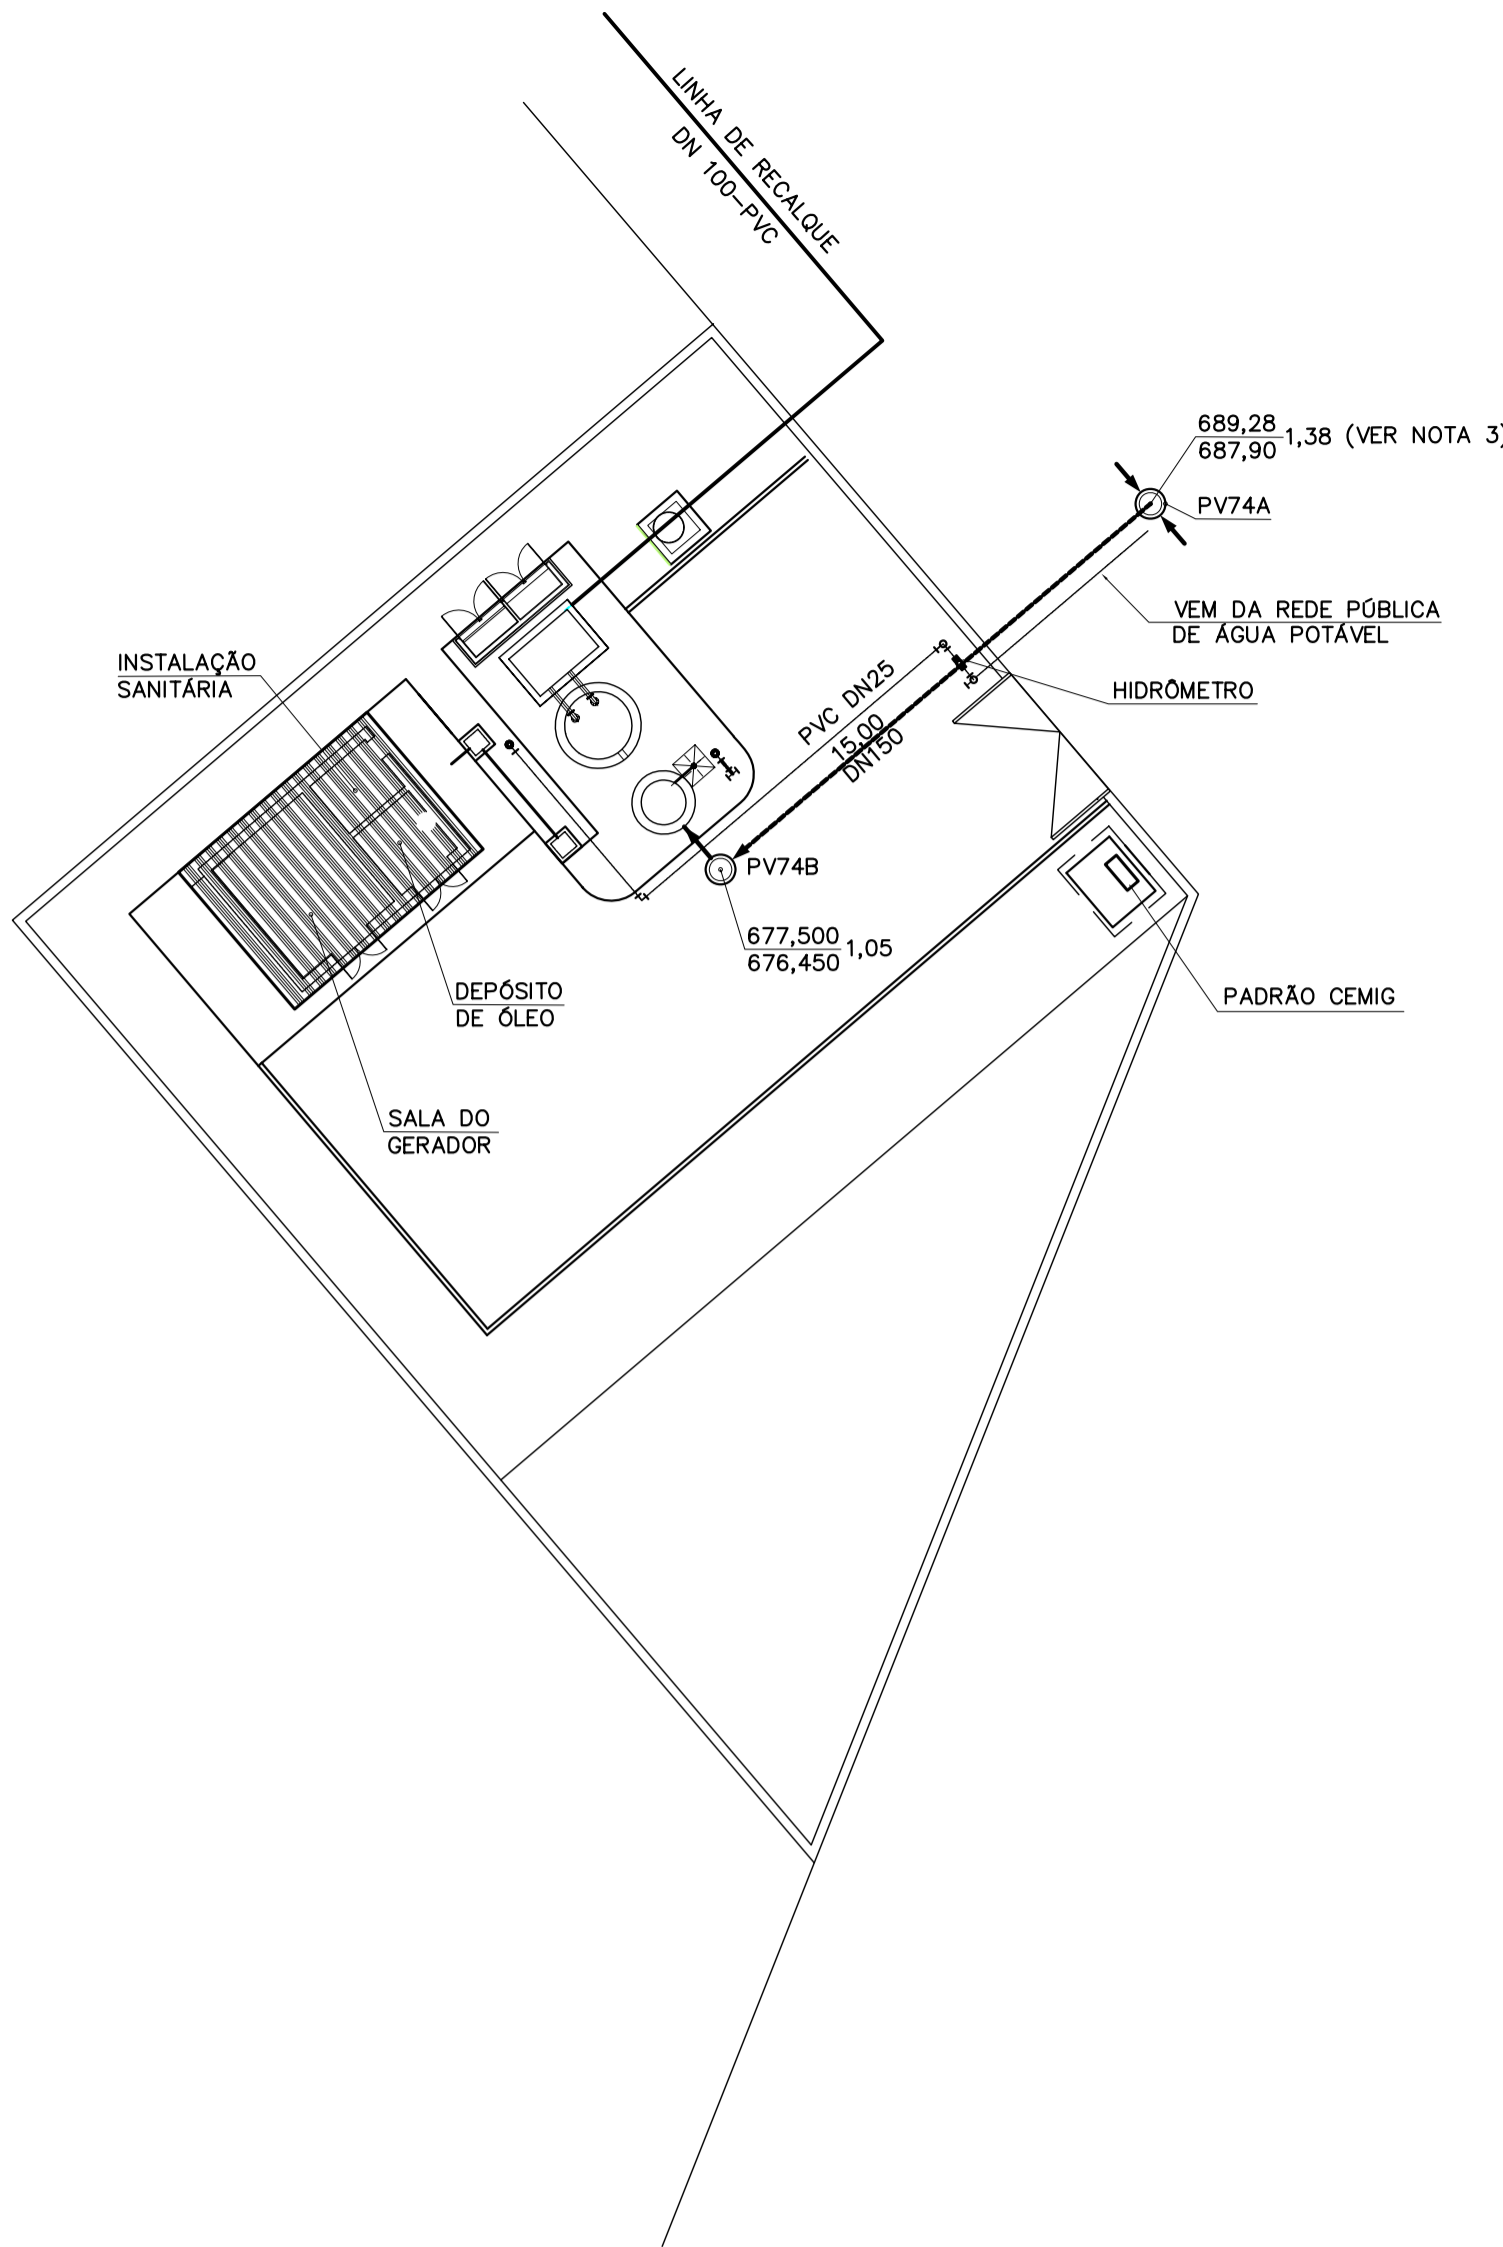 LINHA DE RECALQUE
DN 100-PVC
689,28
687,90
1,38 (VER NOTA 3)
PV74A
VEM DA REDE PÚBLICA
DE ÁGUA POTÁVEL
HIDRÔMETRO
INSTALAÇÃO
SANITÁRIA
PVC DN25
15,00
DN150
PV74B
677,500
676,450
1,05
DEPÓSITO
DE ÓLEO
PADRÃO CEMIG
SALA DO
GERADOR